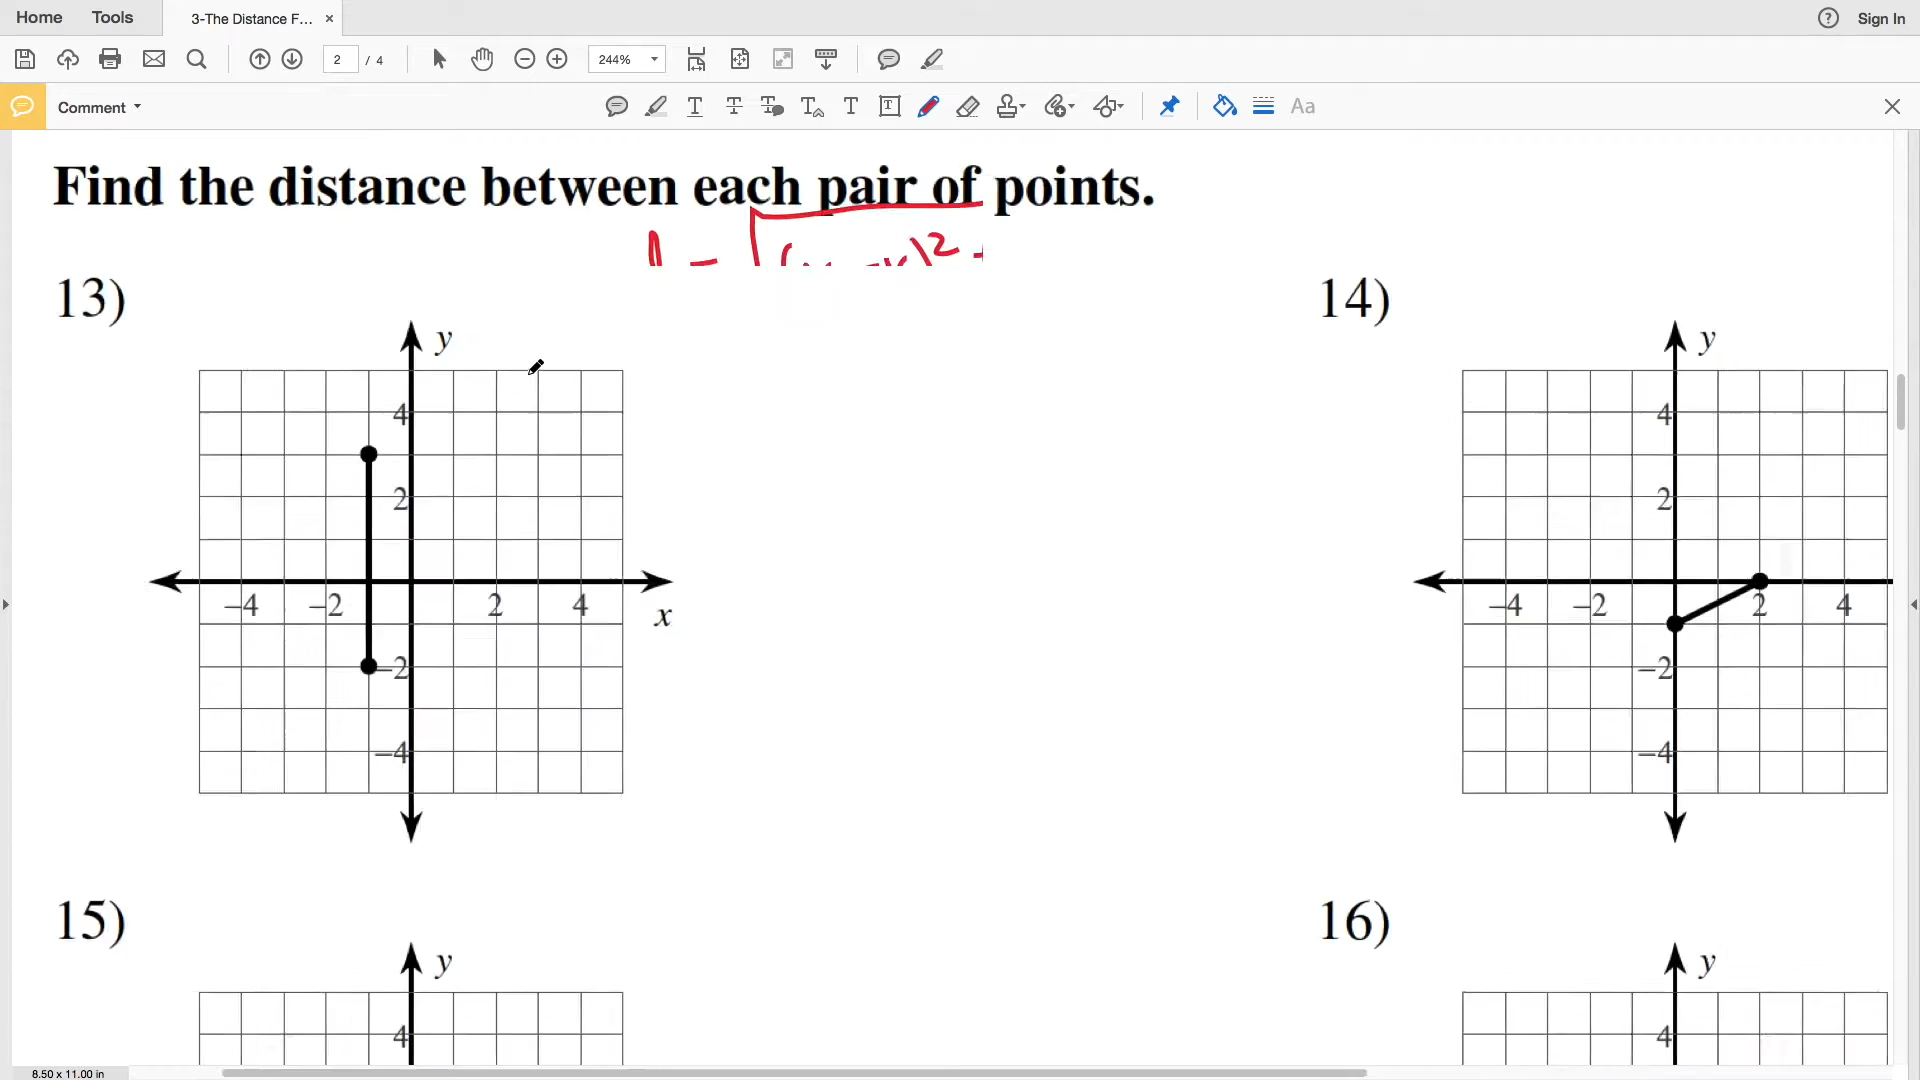 Home Tools 3-The Distance F... × Sign In
2 / 4 244%
Comment Aa
Find the distance between each pair of points.
13) 14)
y y
4 4
2 2
–4 –2 2 4 x –4 –2 2 4
–2 –2
–4 –4
15) 16)
y y
4 4
8.50 x 11.00 in